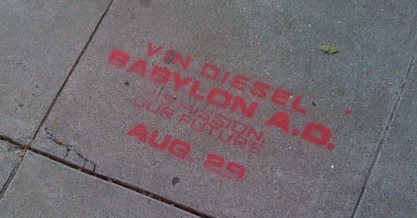 VIN DIESEL
BABYLON A.D.
OUR FUTURE
AUG. 29